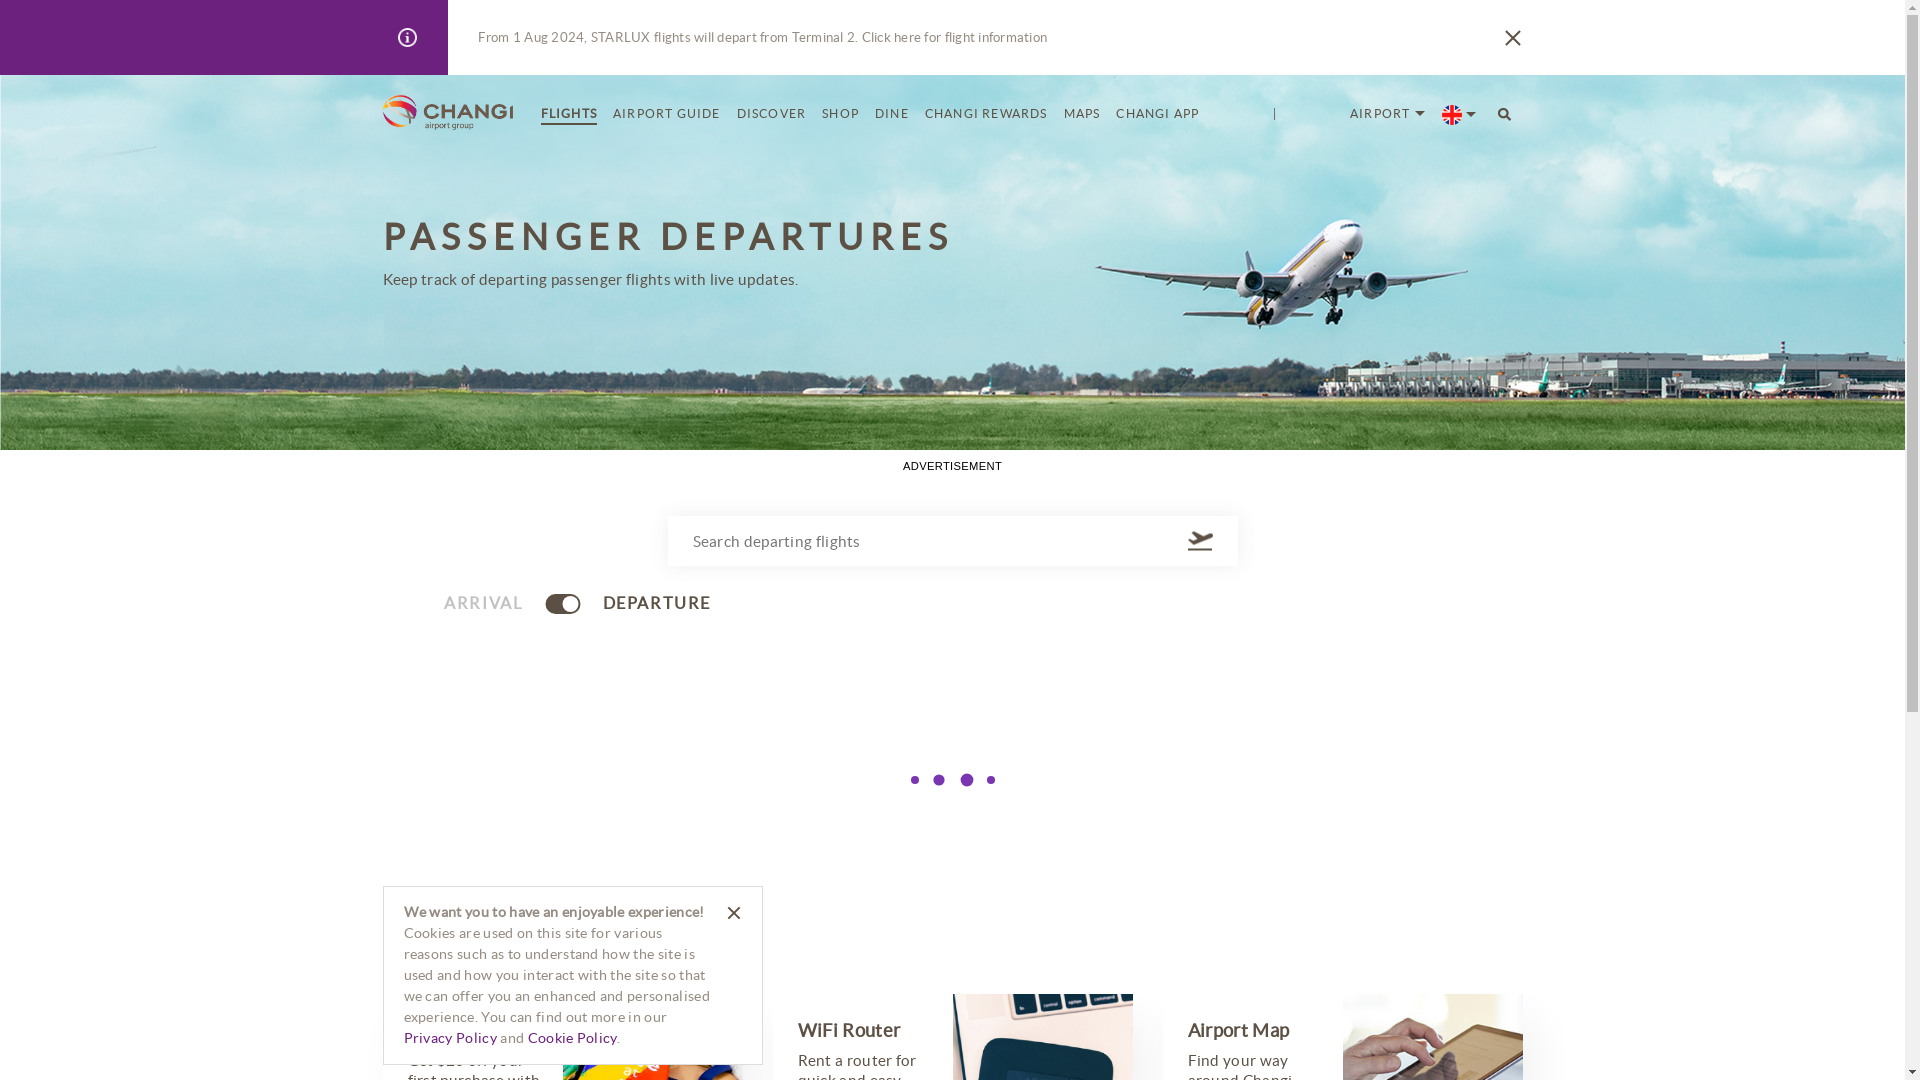 From 1 Aug 2024, STARLUX flights will depart from Terminal 2. Click here for flight information
CHANGI
airport group
FLIGHTS AIRPORT GUIDE DISCOVER SHOP DINE CHANGI REWARDS MAPS CHANGI APP | AIRPORT
PASSENGER DEPARTURES
Keep track of departing passenger flights with live updates.
ADVERTISEMENT
Search departing flights
ARRIVAL DEPARTURE
We want you to have an enjoyable experience!
Cookies are used on this site for various
reasons such as to understand how the site is
used and how you interact with the site so that
we can offer you an enhanced and personalised
experience. You can find out more in our
Privacy Policy and Cookie Policy.
first purchase with
WiFi Router
Rent a router for
quick and easy
Airport Map
Find your way
around Changi